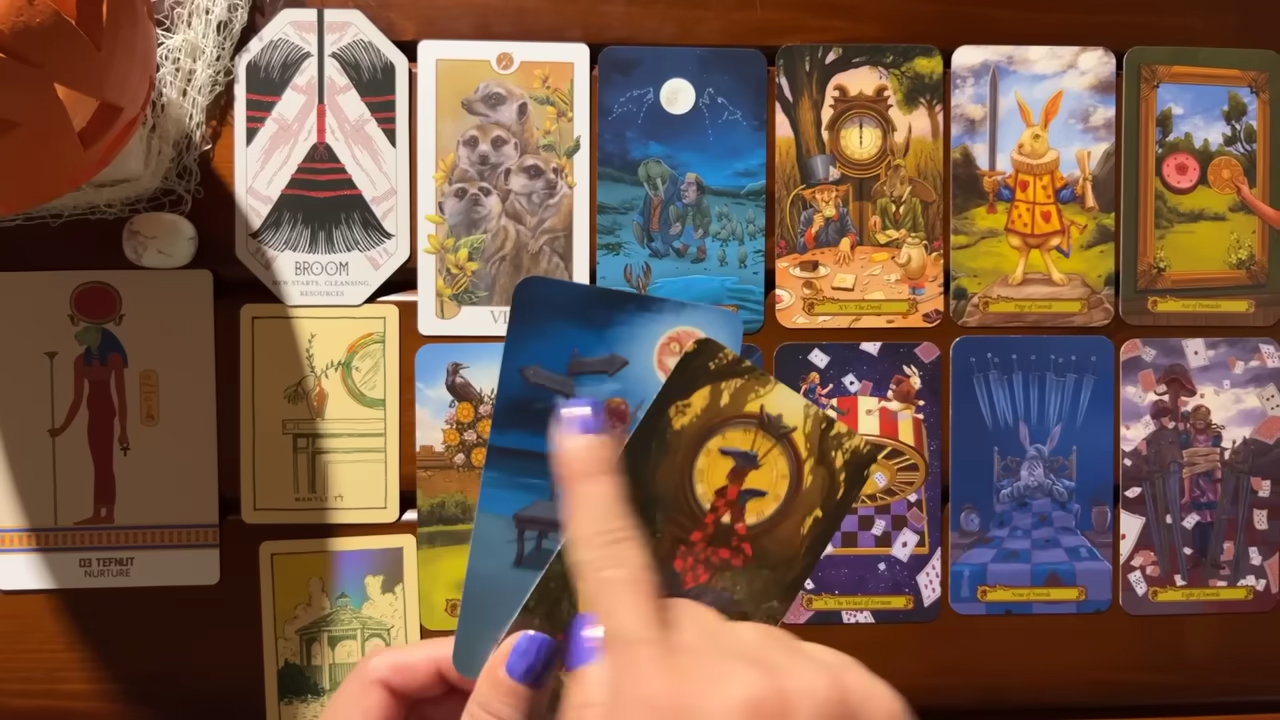 BROOM
NEW STARTS, CLEANSING,
RESOURCES
VI
XV - The Devil
Page of Swords
Ace of Pentacles
03 TEFNUT
NURTURE
X - The Wheel of Fortune
Nine of Swords
Eight of Swords